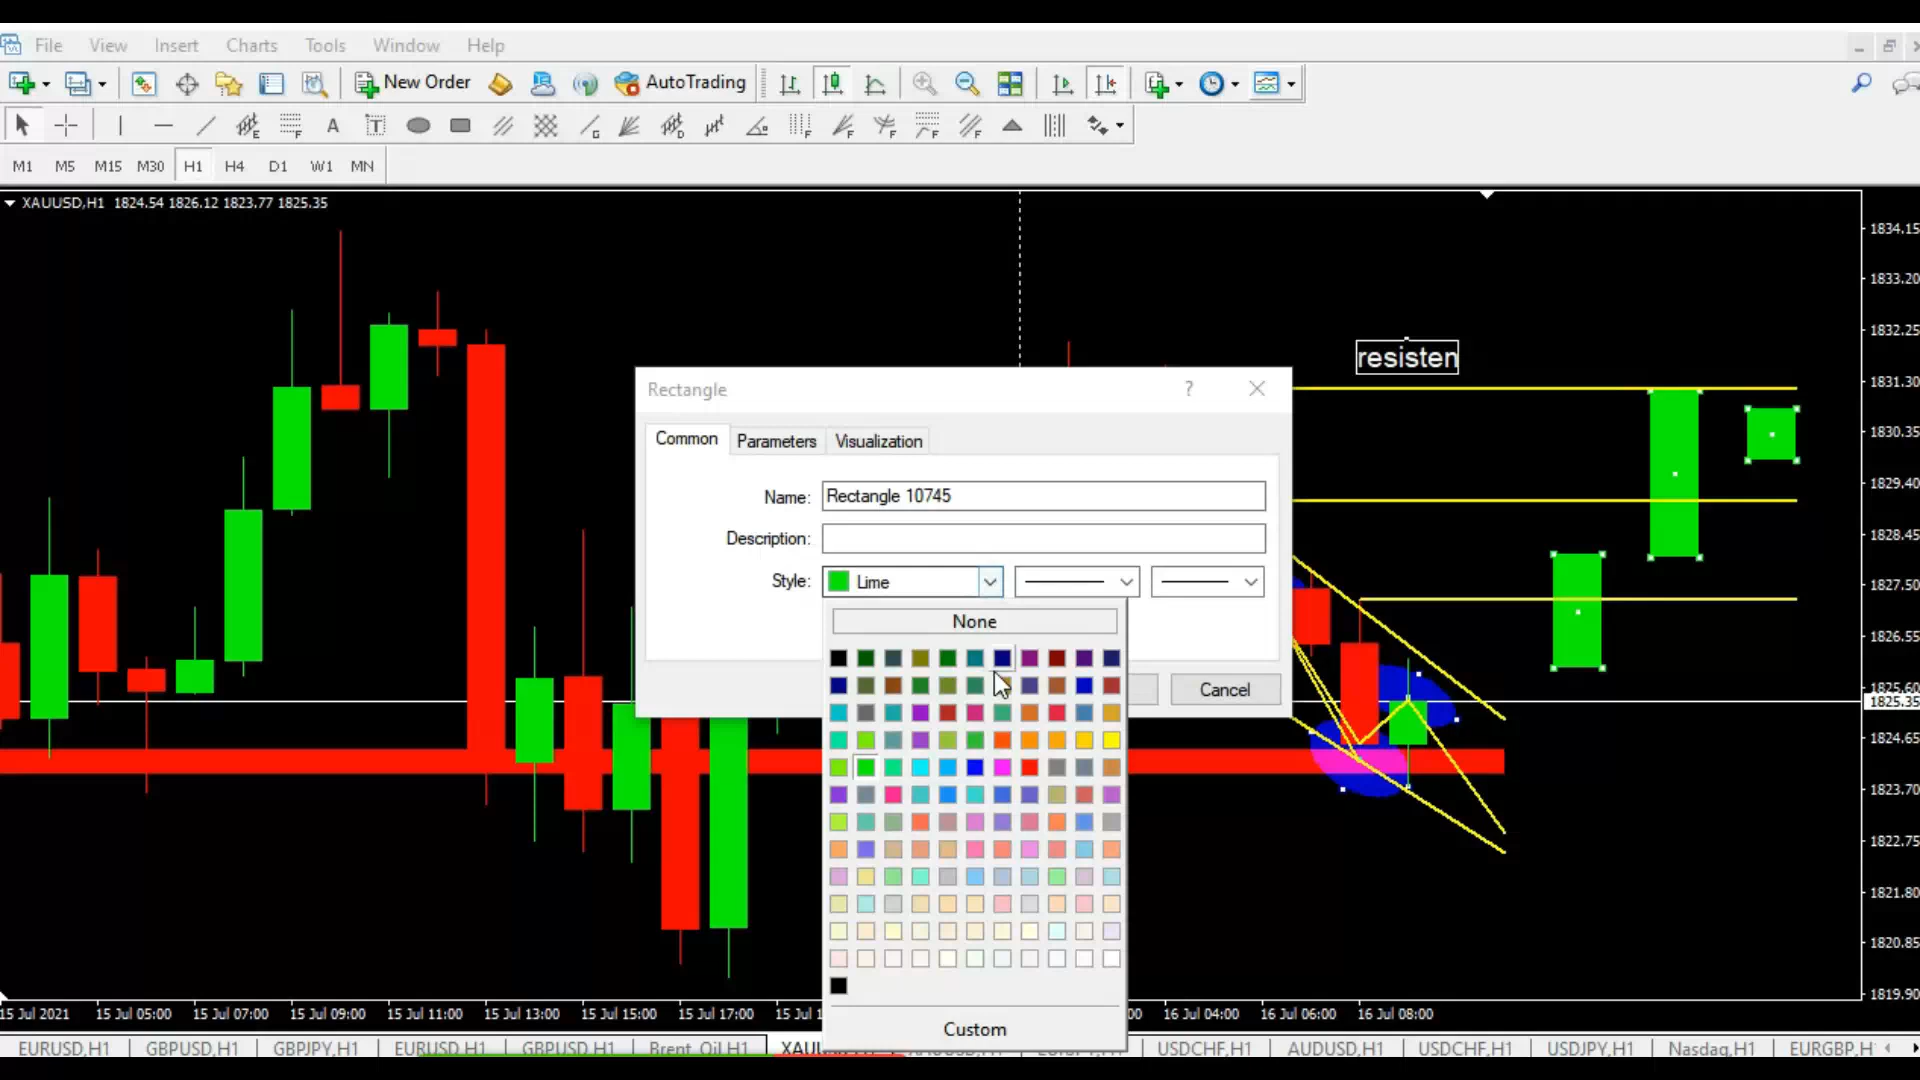 File View Insert Charts Tools Window Help
New Order AutoTrading
M1 M5 M15 M30 H1 H4 D1 W1 MN
XAUUSD,H1 1824.54 1826.12 1823.77 1825.35
1834.15
1833.20
1832.25
resisten
1831.30
1830.35
1829.40
1828.45
1827.50
1826.55
1825.60
1825.35
1824.65
1823.70
1822.75
1821.80
1820.85
1819.90
Rectangle
Common Parameters Visualization
Name: Rectangle 10745
Description:
Style: Lime
None
Cancel
Custom
15 Jul 2021 15 Jul 05:00 15 Jul 07:00 15 Jul 09:00 15 Jul 11:00 15 Jul 13:00 15 Jul 15:00 15 Jul 17:00 15 Jul 16 Jul 04:00 16 Jul 06:00 16 Jul 08:00
EURUSD,H1 GBPUSD,H1 GBPJPY,H1 EURUSD,H1 GBPUSD,H1 Brent_Oil,H1 USDCHF,H1 AUDUSD,H1 USDCHF,H1 USDJPY,H1 Nasdaq,H1 EURGBP,H